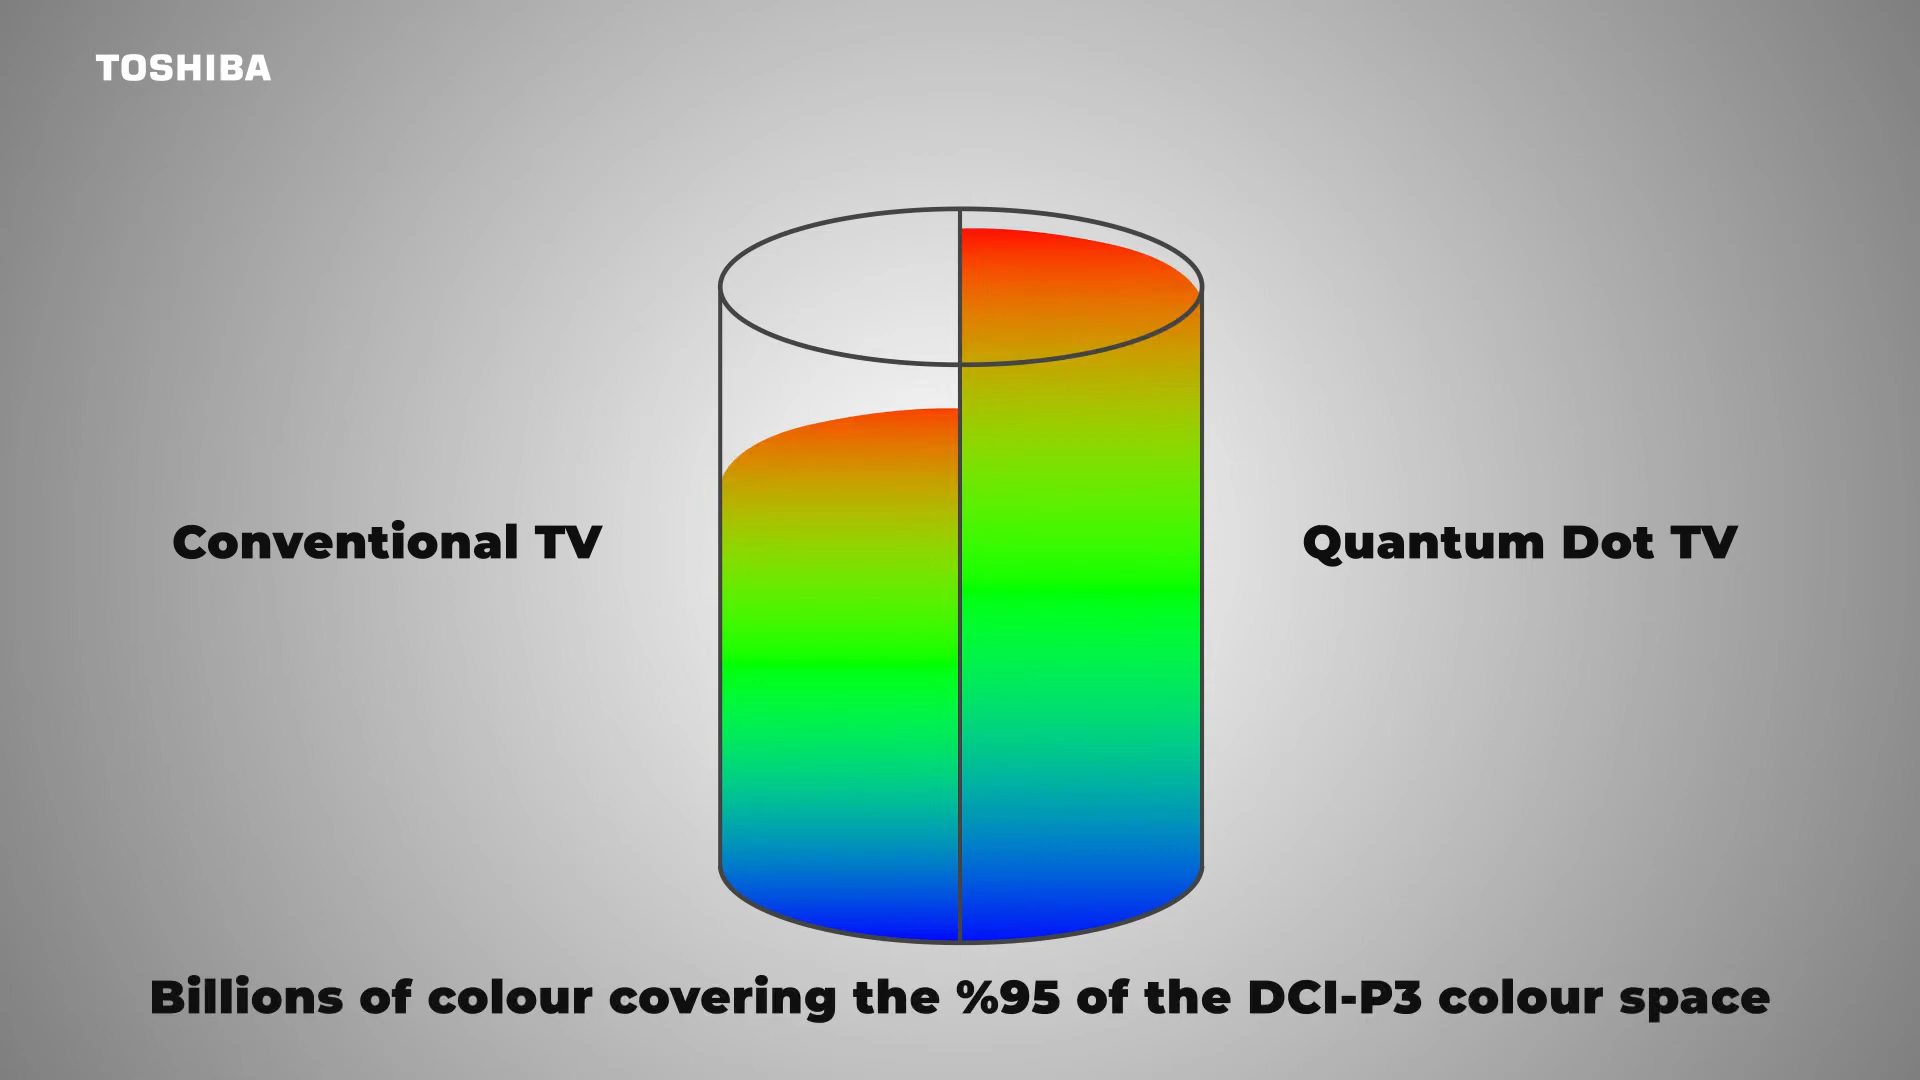 TOSHIBA
Conventional TV
Quantum Dot TV
Billions of colour covering the %95 of the DCI-P3 colour space